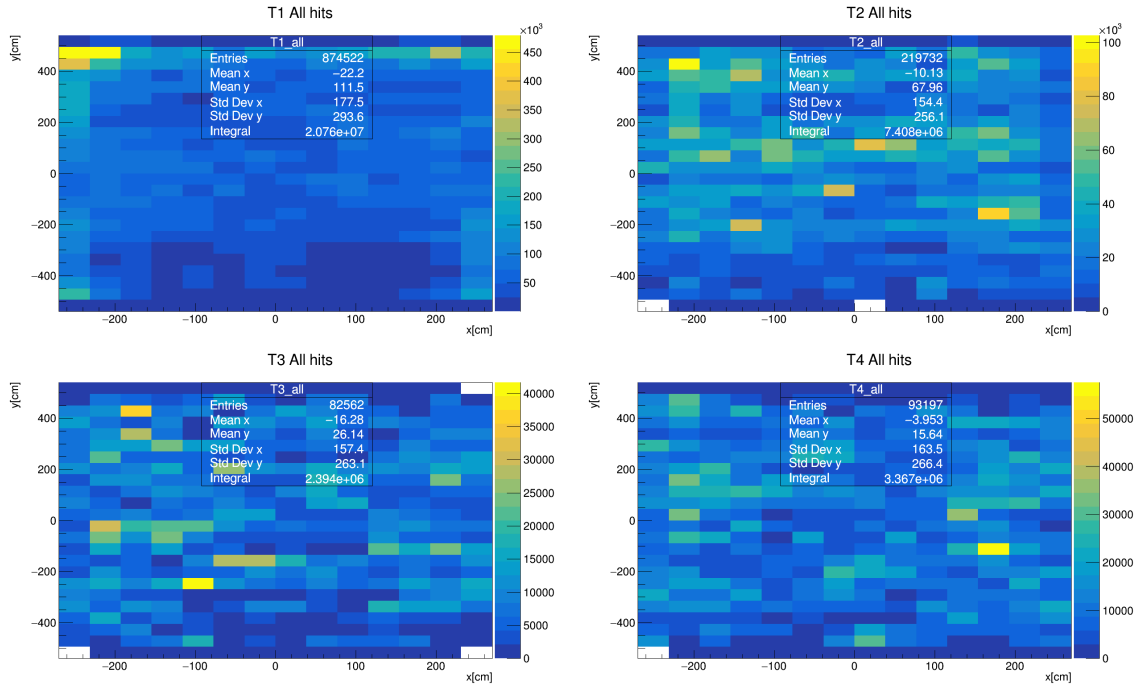 T1 All hits
y[cm]
×10³
T1_all
Entries 874522
Mean x −22.2
Mean y 111.5
Std Dev x 177.5
Std Dev y 293.6
Integral 2.076e+07
400
200
0
−200
−400
−200 −100 0 100 200
x[cm]
450
400
350
300
250
200
150
100
50
T2 All hits
y[cm]
×10³
T2_all
Entries 219732
Mean x −10.13
Mean y 67.96
Std Dev x 154.4
Std Dev y 256.1
Integral 7.408e+06
400
200
0
−200
−400
−200 −100 0 100 200
x[cm]
100
80
60
40
20
0
T3 All hits
y[cm]
T3_all
Entries 82562
Mean x −16.28
Mean y 26.14
Std Dev x 157.4
Std Dev y 263.1
Integral 2.394e+06
400
200
0
−200
−400
−200 −100 0 100 200
x[cm]
40000
35000
30000
25000
20000
15000
10000
5000
0
T4 All hits
y[cm]
T4_all
Entries 93197
Mean x −3.953
Mean y 15.64
Std Dev x 163.5
Std Dev y 266.4
Integral 3.367e+06
400
200
0
−200
−400
−200 −100 0 100 200
x[cm]
50000
40000
30000
20000
10000
0